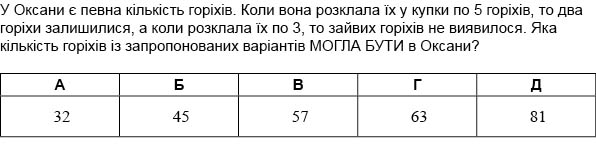 У Оксани є певна кількість горіхів. Коли вона розклала їх у купки по 5 горіхів, то два
горіхи залишилися, а коли розклала їх по 3, то зайвих горіхів не виявилося. Яка
кількість горіхів із запропонованих варіантів МОГЛА БУТИ в Оксани?
А Б В Г Д
32 45 57 63 81